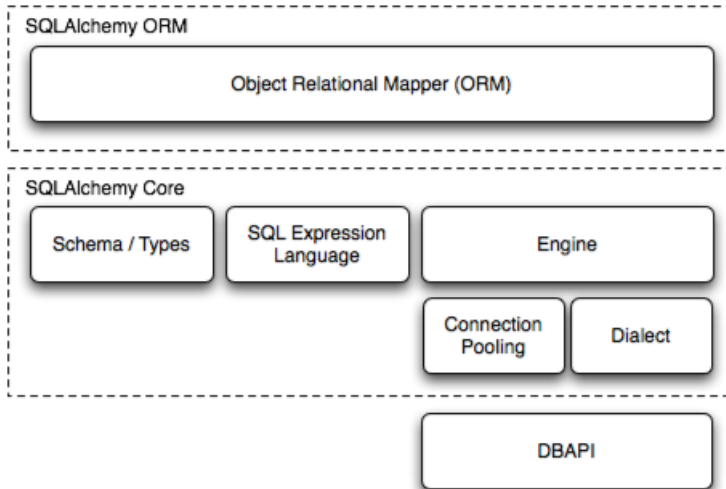 SQLAlchemy ORM
Object Relational Mapper (ORM)
SQLAlchemy Core
Schema / Types
SQL Expression
Language
Engine
Connection
Pooling
Dialect
DBAPI